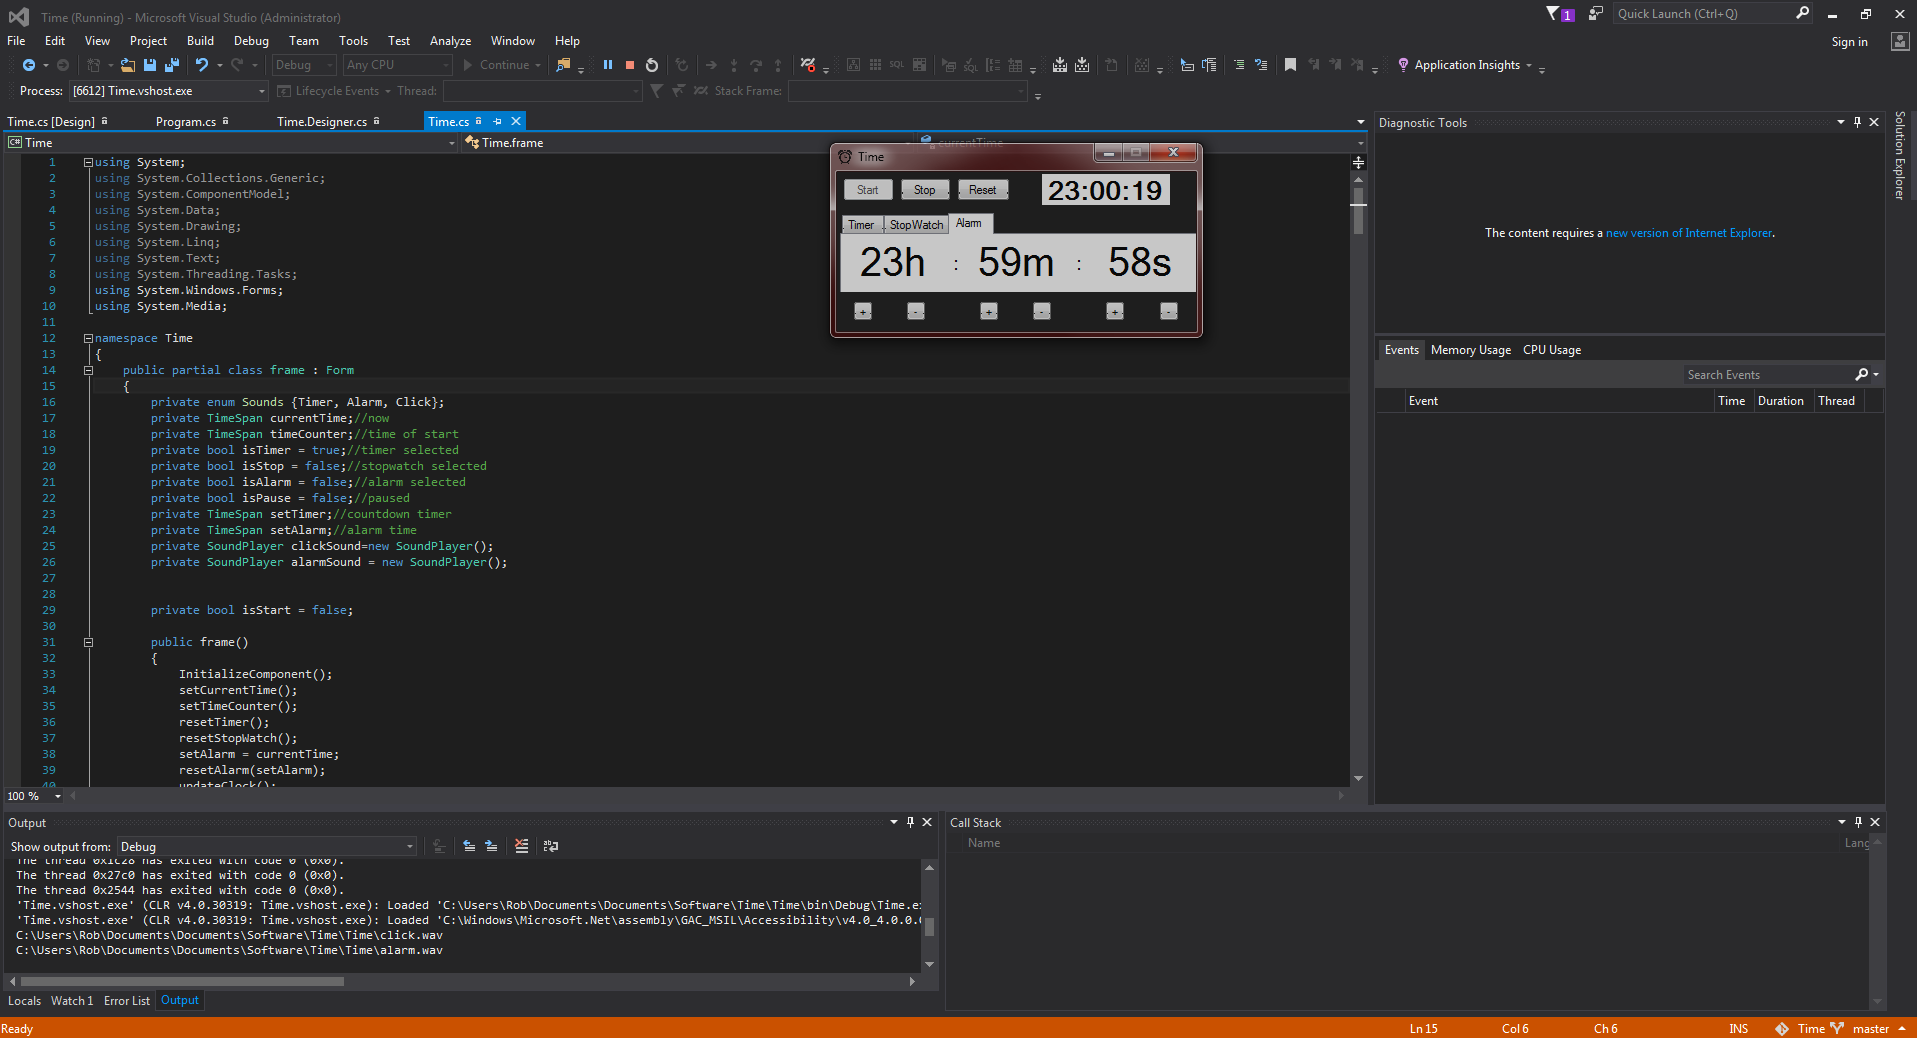 Time (Running) - Microsoft Visual Studio (Administrator)
1
Quick Launch (Ctrl+Q)
File Edit View Project Build Debug Team Tools Test Analyze Window Help
Sign in
Debug Any CPU Continue Application Insights
Process: [6612] Time.vshost.exe Lifecycle Events Thread: Stack Frame:
Time.cs [Design] Program.cs Time.Designer.cs Time.cs
Time Time.frame currentTime
1 using System;
2 using System.Collections.Generic;
3 using System.ComponentModel;
4 using System.Data;
5 using System.Drawing;
6 using System.Linq;
7 using System.Text;
8 using System.Threading.Tasks;
9 using System.Windows.Forms;
10 using System.Media;
11
12 namespace Time
13 {
14 public partial class frame : Form
15 {
16 private enum Sounds {Timer, Alarm, Click};
17 private TimeSpan currentTime;//now
18 private TimeSpan timeCounter;//time of start
19 private bool isTimer = true;//timer selected
20 private bool isStop = false;//stopwatch selected
21 private bool isAlarm = false;//alarm selected
22 private bool isPause = false;//paused
23 private TimeSpan setTimer;//countdown timer
24 private TimeSpan setAlarm;//alarm time
25 private SoundPlayer clickSound=new SoundPlayer();
26 private SoundPlayer alarmSound = new SoundPlayer();
27
28
29 private bool isStart = false;
30
31 public frame()
32 {
33 InitializeComponent();
34 setCurrentTime();
35 setTimeCounter();
36 resetTimer();
37 resetStopWatch();
38 setAlarm = currentTime;
39 resetAlarm(setAlarm);
40 updateClock();
100 %
Time
Start Stop Reset 23:00:19
Timer StopWatch Alarm
23h : 59m : 58s
+ - + - + -
Diagnostic Tools
The content requires a new version of Internet Explorer.
Events Memory Usage CPU Usage
Search Events
Event Time Duration Thread
Solution Explorer
Output
Show output from: Debug
The thread 0x1c28 has exited with code 0 (0x0).
The thread 0x27c0 has exited with code 0 (0x0).
The thread 0x2544 has exited with code 0 (0x0).
'Time.vshost.exe' (CLR v4.0.30319: Time.vshost.exe): Loaded 'C:\Users\Rob\Documents\Documents\Software\Time\Time\bin\Debug\Time.e
'Time.vshost.exe' (CLR v4.0.30319: Time.vshost.exe): Loaded 'C:\Windows\Microsoft.Net\assembly\GAC_MSIL\Accessibility\v4.0_4.0.0.
C:\Users\Rob\Documents\Documents\Software\Time\Time\click.wav
C:\Users\Rob\Documents\Documents\Software\Time\Time\alarm.wav
Locals Watch 1 Error List Output
Call Stack
Name Lang
Ready Ln 15 Col 6 Ch 6 INS Time master